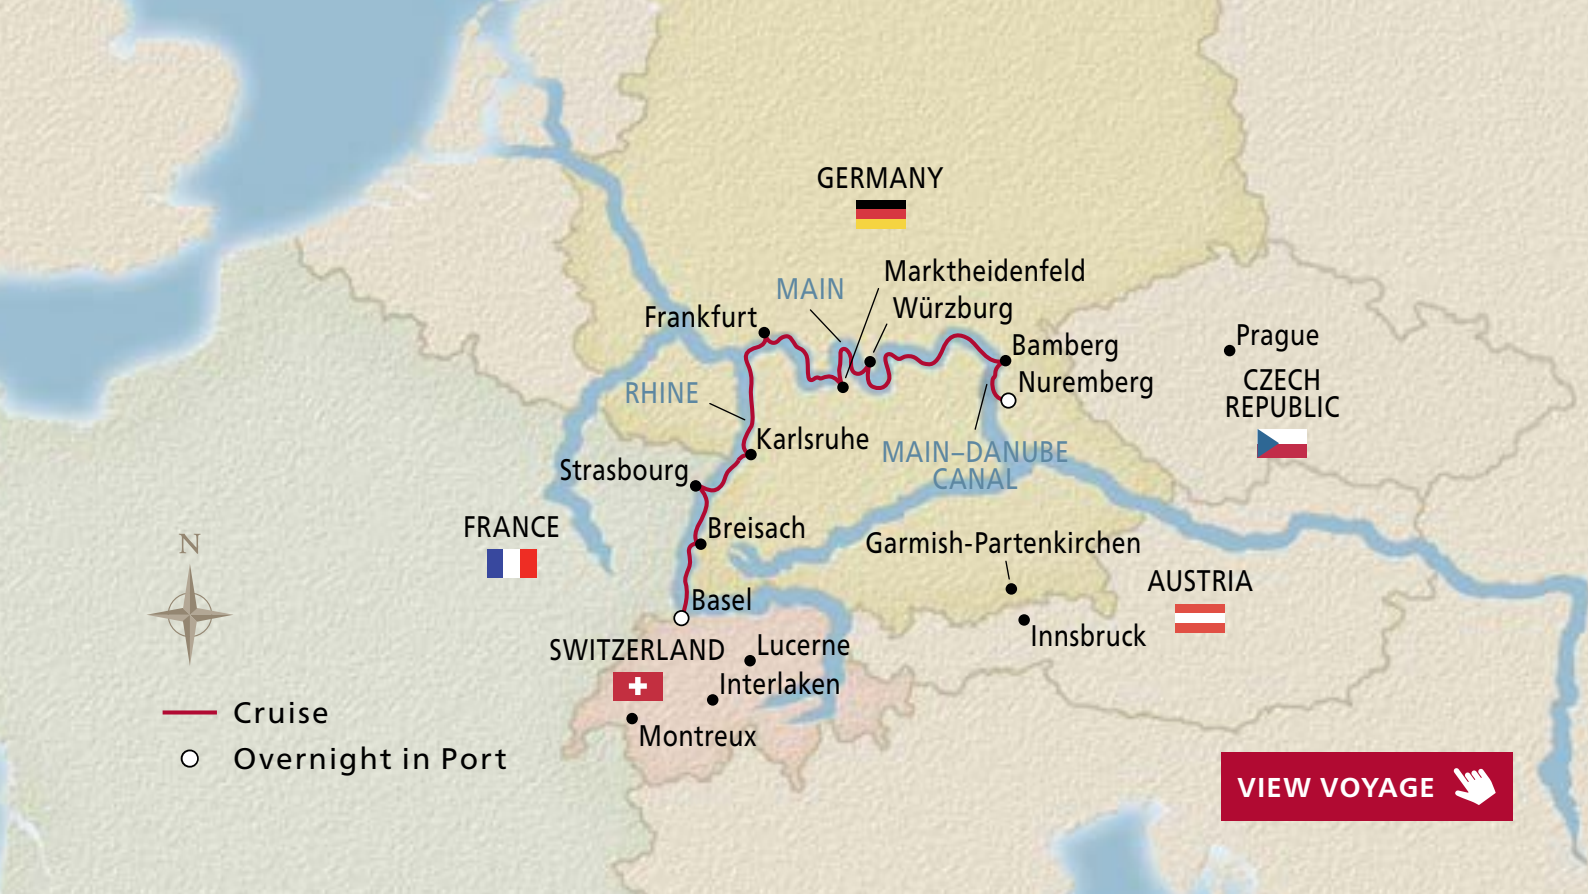 GERMANY
Marktheidenfeld
MAIN
Würzburg
Frankfurt
Bamberg
Prague
Nuremberg
CZECH
REPUBLIC
RHINE
Karlsruhe
MAIN–DANUBE
CANAL
Strasbourg
FRANCE
Breisach
Garmish-Partenkirchen
N
AUSTRIA
Basel
Innsbruck
SWITZERLAND
Lucerne
Interlaken
Montreux
Cruise
Overnight in Port
VIEW VOYAGE